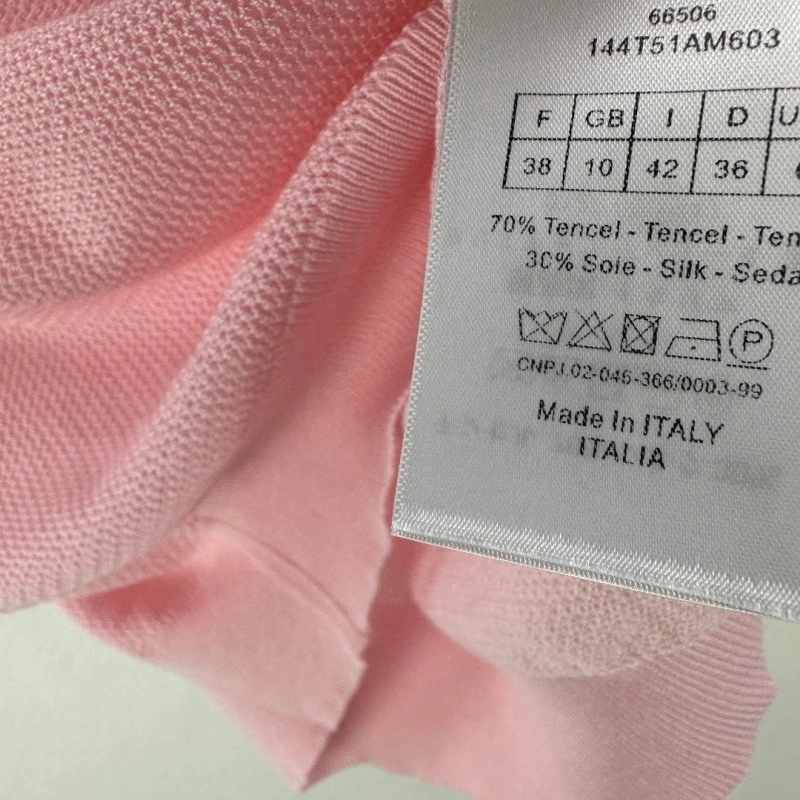 66506
144T51AM603
F GB I D U
38 10 42 36
70% Tencel - Tencel - Ten
30% Soie - Silk - Seda
P
CNPJ.02-046-366/0003-99
Made In ITALY
ITALIA